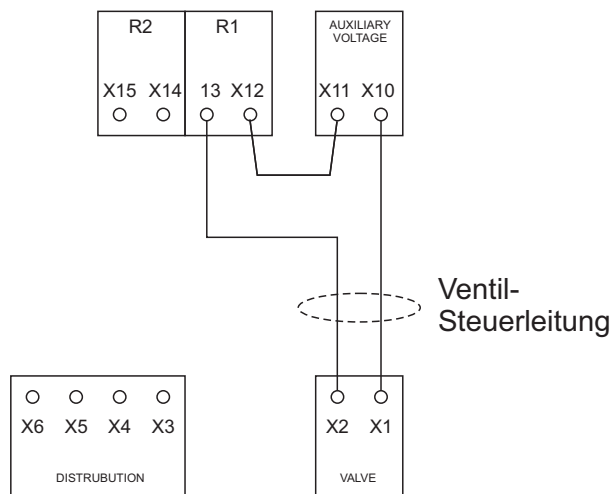 R2 R1
AUXILIARY
VOLTAGE
X15 X14 13 X12 X11 X10
Ventil-
Steuerleitung
X6 X5 X4 X3 X2 X1
DISTRUBUTION VALVE